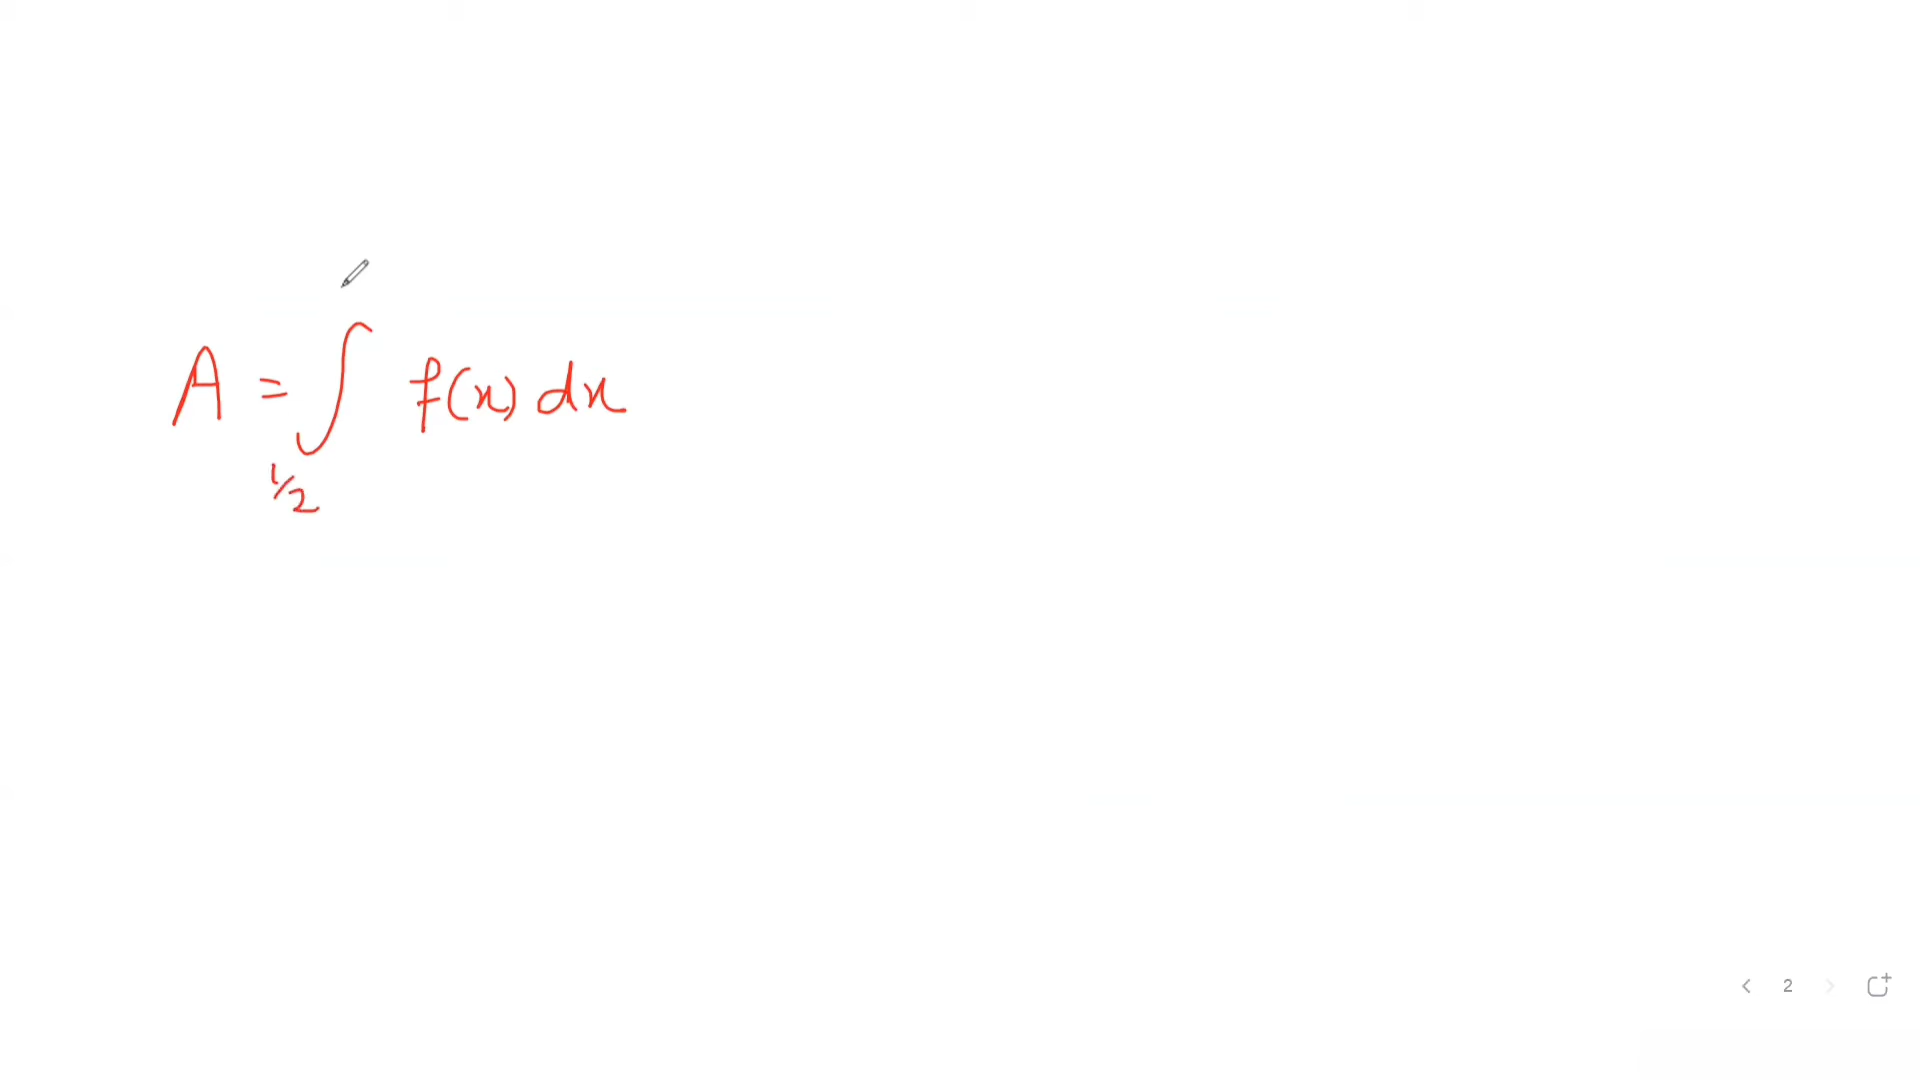 A = ∫ f(x) dx
1/2
2